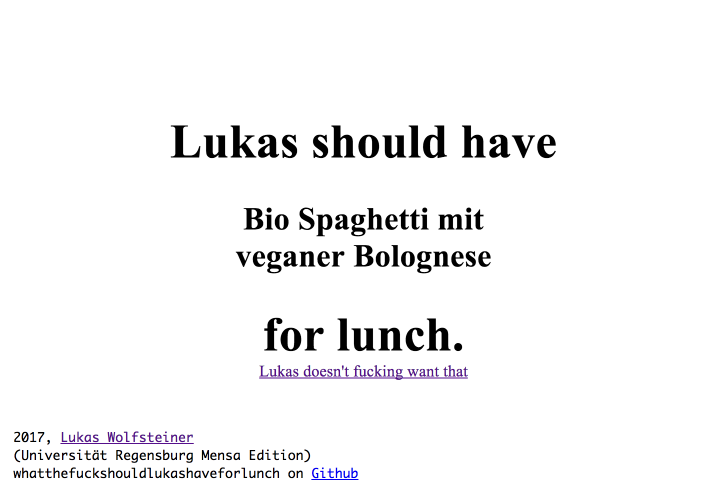 Lukas should have
Bio Spaghetti mit
veganer Bolognese
for lunch.
Lukas doesn't fucking want that
2017, Lukas Wolfsteiner
(Universität Regensburg Mensa Edition)
whatthefuckshouldlukashaveforlunch on Github